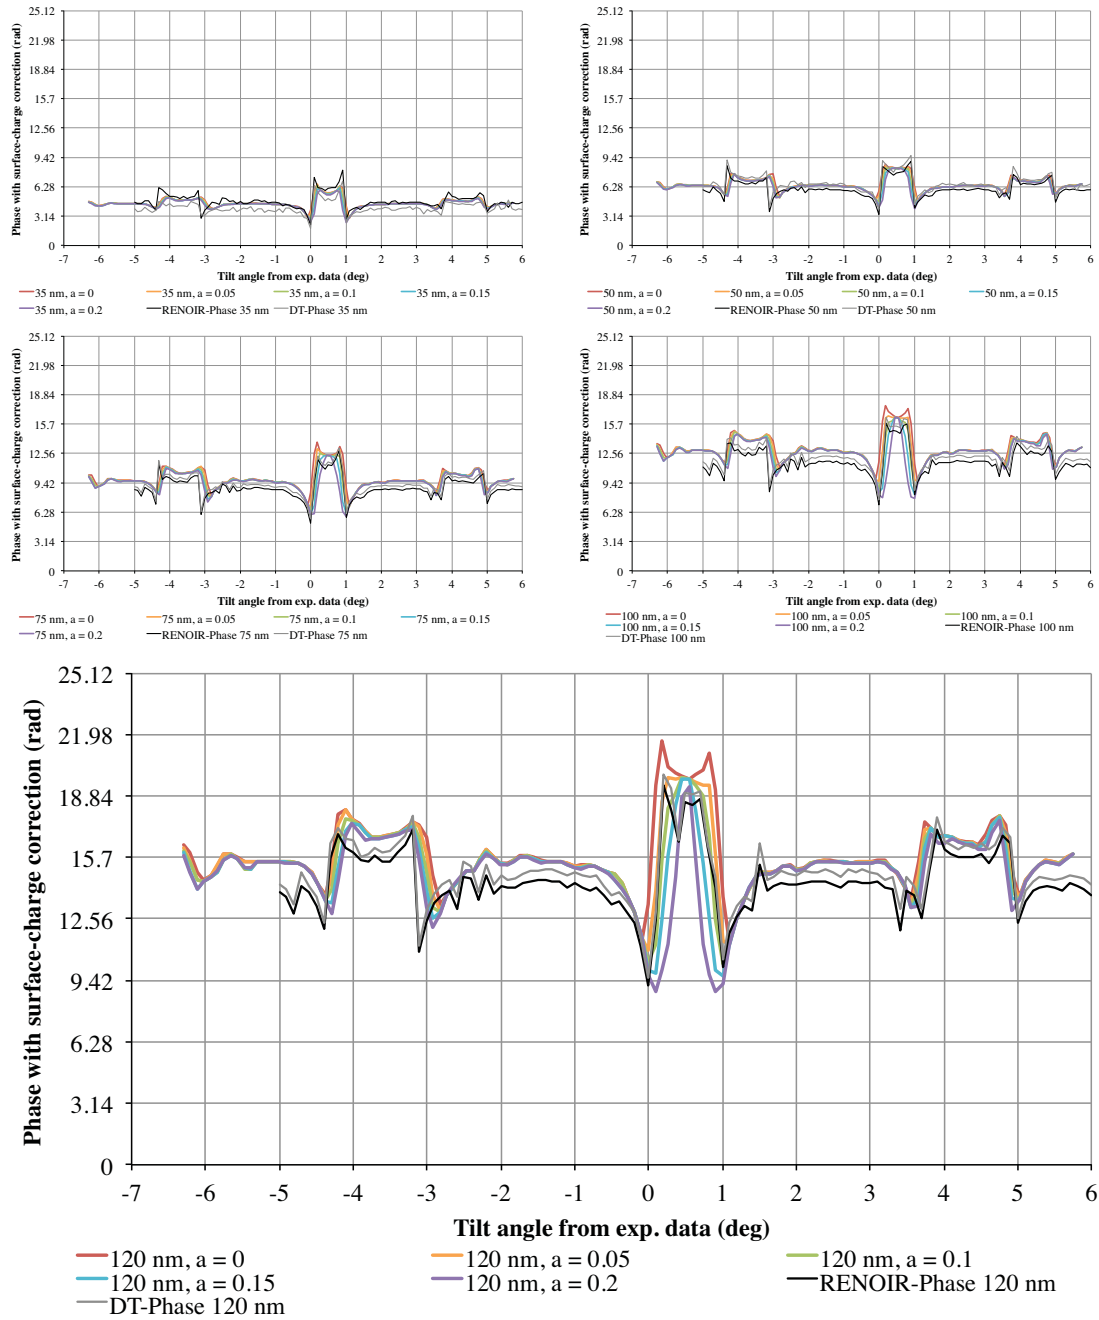 Phase with surface-charge correction (rad)
25.12
21.98
18.84
15.7
12.56
9.42
6.28
3.14
0
-7 -6 -5 -4 -3 -2 -1 0 1 2 3 4 5 6
Tilt angle from exp. data (deg)
35 nm, a = 0 35 nm, a = 0.05 35 nm, a = 0.1 35 nm, a = 0.15
35 nm, a = 0.2 RENOIR-Phase 35 nm DT-Phase 35 nm
Phase with surface-charge correction (rad)
25.12
21.98
18.84
15.7
12.56
9.42
6.28
3.14
0
-7 -6 -5 -4 -3 -2 -1 0 1 2 3 4 5 6
Tilt angle from exp. data (deg)
50 nm, a = 0 50 nm, a = 0.05 50 nm, a = 0.1 50 nm, a = 0.15
50 nm, a = 0.2 RENOIR-Phase 50 nm DT-Phase 50 nm
Phase with surface-charge correction (rad)
25.12
21.98
18.84
15.7
12.56
9.42
6.28
3.14
0
-7 -6 -5 -4 -3 -2 -1 0 1 2 3 4 5 6
Tilt angle from exp. data (deg)
75 nm, a = 0 75 nm, a = 0.05 75 nm, a = 0.1 75 nm, a = 0.15
75 nm, a = 0.2 RENOIR-Phase 75 nm DT-Phase 75 nm
Phase with surface-charge correction (rad)
25.12
21.98
18.84
15.7
12.56
9.42
6.28
3.14
0
-7 -6 -5 -4 -3 -2 -1 0 1 2 3 4 5 6
Tilt angle from exp. data (deg)
100 nm, a = 0 100 nm, a = 0.05 100 nm, a = 0.1
100 nm, a = 0.15 100 nm, a = 0.2 RENOIR-Phase 100 nm
DT-Phase 100 nm
Phase with surface-charge correction (rad)
25.12
21.98
18.84
15.7
12.56
9.42
6.28
3.14
0
-7 -6 -5 -4 -3 -2 -1 0 1 2 3 4 5 6
Tilt angle from exp. data (deg)
120 nm, a = 0 120 nm, a = 0.05 120 nm, a = 0.1
120 nm, a = 0.15 120 nm, a = 0.2 RENOIR-Phase 120 nm
DT-Phase 120 nm